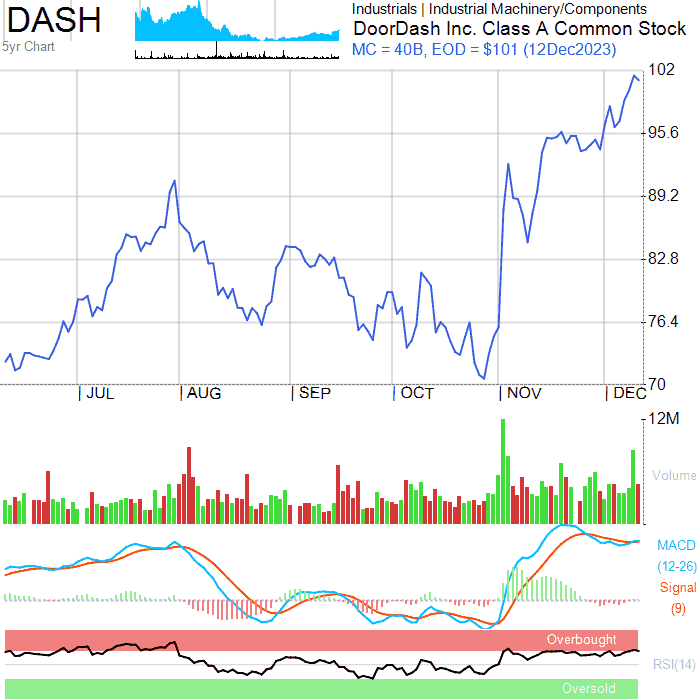 DASH
5yr Chart
Industrials | Industrial Machinery/Components
DoorDash Inc. Class A Common Stock
MC = 40B, EOD = $101 (12Dec2023)
102
95.6
89.2
82.8
76.4
70
JUL AUG SEP OCT NOV DEC
12M
Volume
MACD
(12-26)
Signal
(9)
Overbought
RSI(14)
Oversold